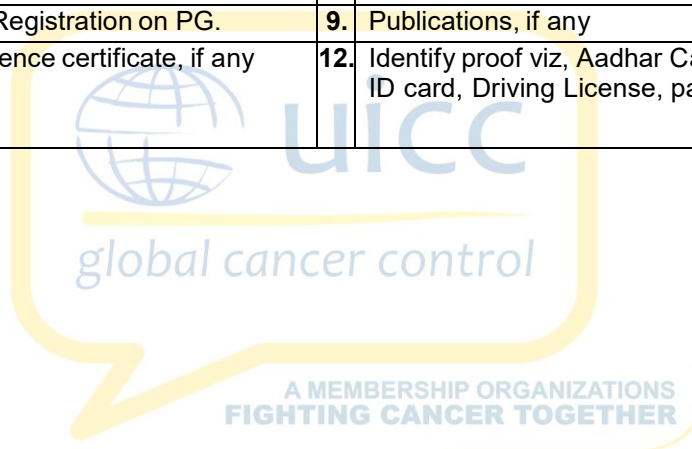 Registration on PG.
9. Publications, if any
ence certificate, if any
12. Identify proof viz, Aadhar Ca
ID card, Driving License, pa
uicc
global cancer control
A MEMBERSHIP ORGANIZATIONS
FIGHTING CANCER TOGETHER